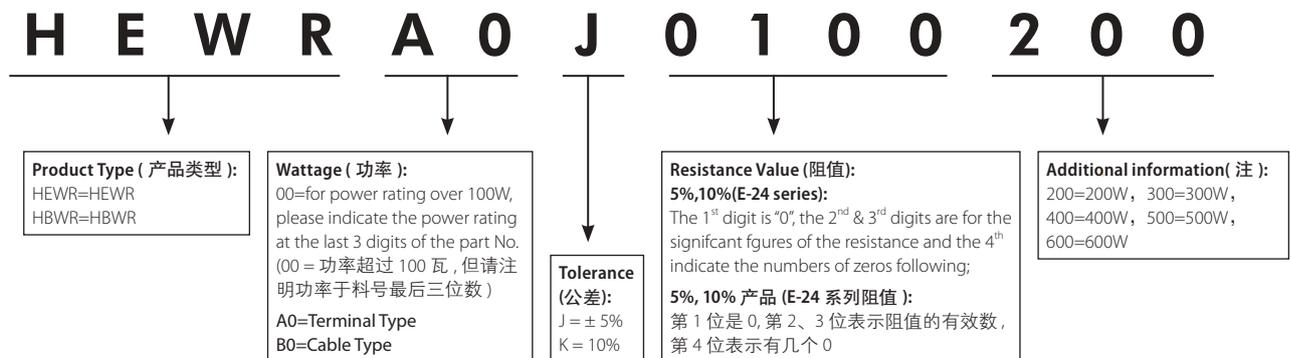 H E W R A 0 J 0 1 0 0 2 0 0
Product Type ( 产品类型 ):
HEWR=HEWR
HBWR=HBWR
Wattage ( 功率 ):
00=for power rating over 100W,
please indicate the power rating
at the last 3 digits of the part No.
(00 = 功率超过 100 瓦 , 但请注
明功率于料号最后三位数 )
A0=Terminal Type
B0=Cable Type
Tolerance
(公差):
J = ± 5%
K = 10%
Resistance Value (阻值):
5%,10%(E-24 series):
The 1st digit is “0”, the 2nd & 3rd digits are for the
signifcant fgures of the resistance and the 4th
indicate the numbers of zeros following;
5%, 10% 产品 (E-24 系列阻值 ):
第 1 位是 0, 第 2、3 位表示阻值的有效数 ,
第 4 位表示有几个 0
Additional information( 注 ):
200=200W，300=300W，
400=400W，500=500W，
600=600W